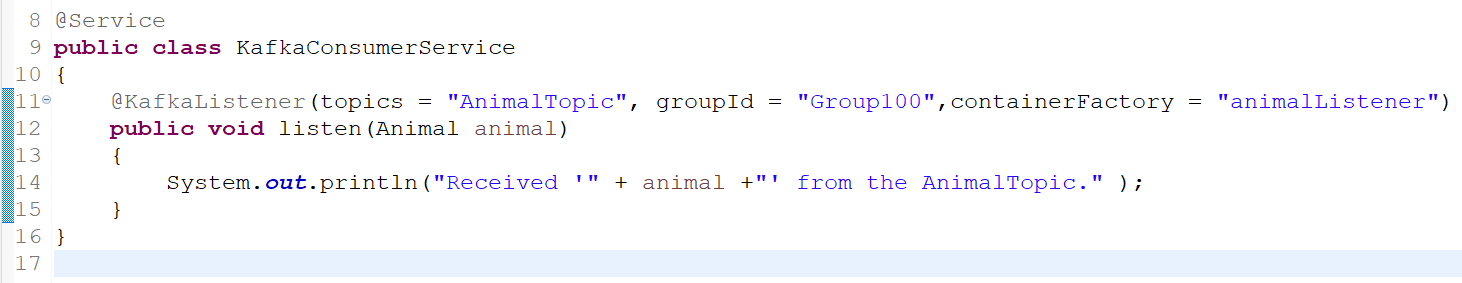 8 @Service
9 public class KafkaConsumerService
10 {
11 @KafkaListener(topics = "AnimalTopic", groupId = "Group100",containerFactory = "animalListener")
12 public void listen(Animal animal)
13 {
14 System.out.println("Received '" + animal +"' from the AnimalTopic." );
15 }
16 }
17